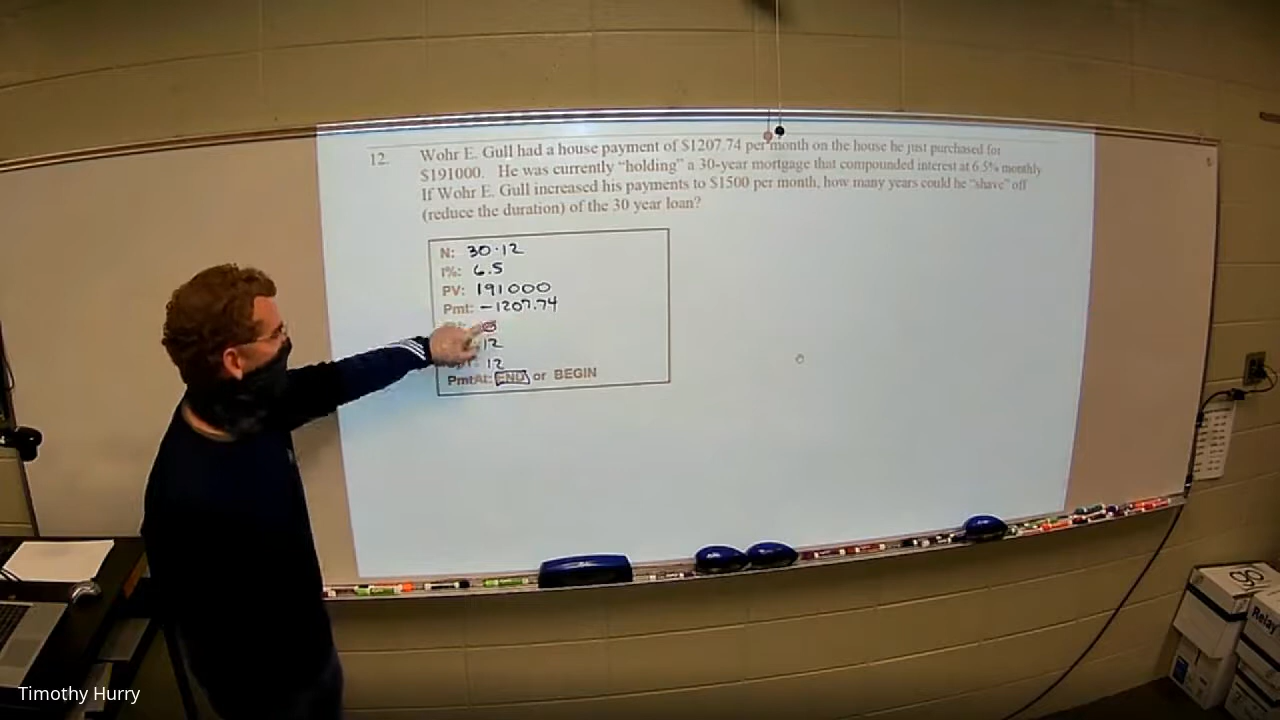 12. Wohr E. Gull had a house payment of $1207.74 per month on the house he just purchased for
$191000. He was currently “holding” a 30-year mortgage that compounded interest at 6.5% monthly
If Wohr E. Gull increased his payments to $1500 per month, how many years could he “shave” off
(reduce the duration) of the 30 year loan?
N: 30·12
I%: 6.5
PV: 191000
Pmt: -1207.74
12
12
PmtAt: END or BEGIN
Relay
Timothy Hurry